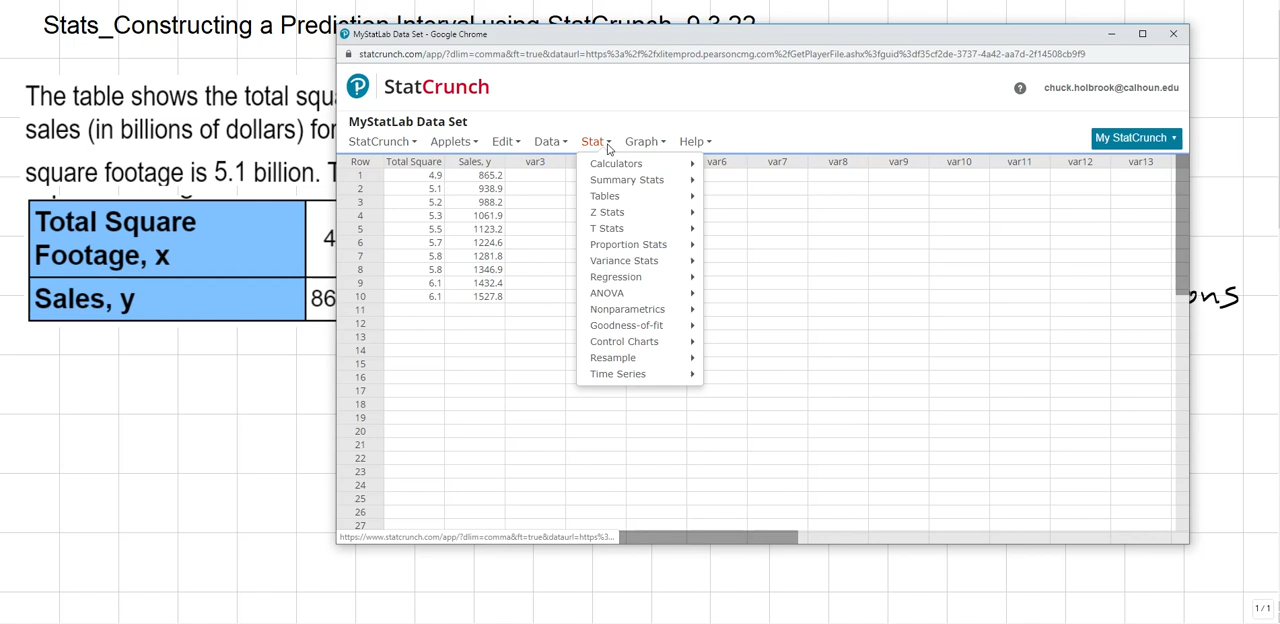 Stats_Constructing a Prediction Interval using StatCrunch_9.3.22
The table shows the total squ
sales (in billions of dollars) for
square footage is 5.1 billion.
Total Square
Footage, x
4
Sales, y
86
ons
MyStatLab Data Set - Google Chrome
statcrunch.com/app/?dlim=comma&ft=true&dataurl=https%3a%2f%2fxlitemprod.pearsoncmg.com%2fGetPlayerFile.ashx%3fguid%3df35cf2de-3737-4a42-aa7d-2f14508cb9f9
P StatCrunch
? chuck.holbrook@calhoun.edu
MyStatLab Data Set
StatCrunch Applets Edit Data Stat Graph Help
My StatCrunch
Row Total Square Sales, y var3 var6 var7 var8 var9 var10 var11 var12 var13
1 4.9 865.2
2 5.1 938.9
3 5.2 988.2
4 5.3 1061.9
5 5.5 1123.2
6 5.7 1224.6
7 5.8 1281.8
8 5.8 1346.9
9 6.1 1432.4
10 6.1 1527.8
11
12
13
14
15
16
17
18
19
20
21
22
23
24
25
26
27
Calculators
Summary Stats
Tables
Z Stats
T Stats
Proportion Stats
Variance Stats
Regression
ANOVA
Nonparametrics
Goodness-of-fit
Control Charts
Resample
Time Series
https://www.statcrunch.com/app/?dlim=comma&ft=true&dataurl=https%3...
1/1